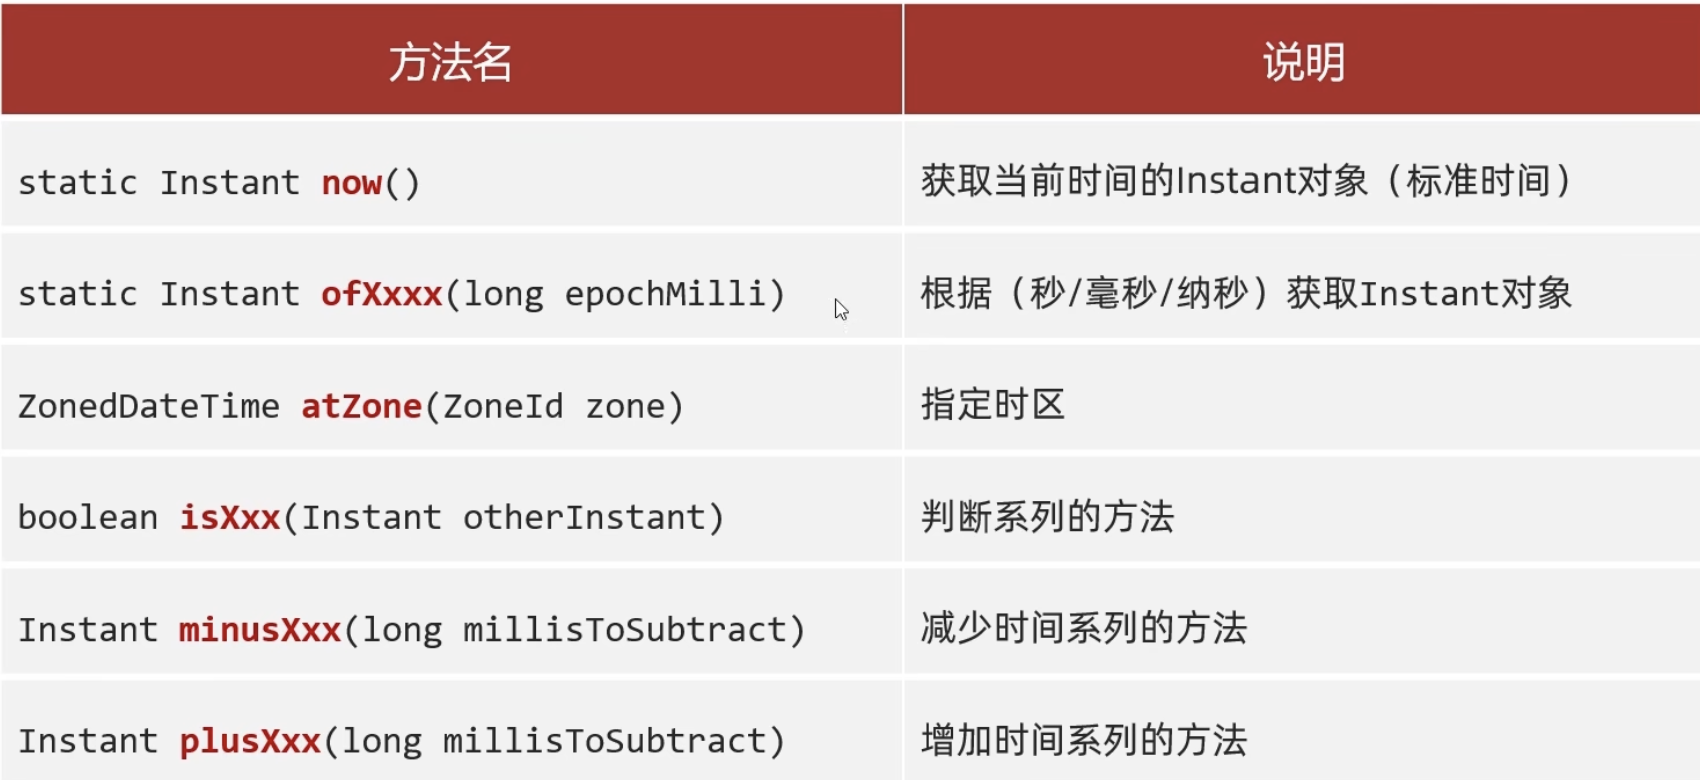 方法名 说明
static Instant now() 获取当前时间的Instant对象（标准时间）
static Instant ofXxxx(long epochMilli) 根据（秒/毫秒/纳秒）获取Instant对象
ZonedDateTime atZone(ZoneId zone) 指定时区
boolean isXxx(Instant otherInstant) 判断系列的方法
Instant minusXxx(long millisToSubtract) 减少时间系列的方法
Instant plusXxx(long millisToSubtract) 增加时间系列的方法